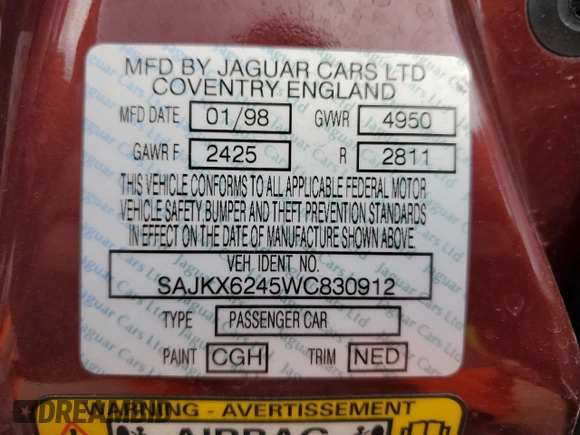 MFD BY JAGUAR CARS LTD
COVENTRY ENGLAND
MFD DATE 01/98 GVWR 4950
GAWR F 2425 R 2811
THIS VEHICLE CONFORMS TO ALL APPLICABLE FEDERAL MOTOR
VEHICLE SAFETY, BUMPER AND THEFT PREVENTION STANDARDS
IN EFFECT ON THE DATE OF MANUFACTURE SHOWN ABOVE.
VEH. IDENT. NO.
SAJKX6245WC830912
TYPE PASSENGER CAR
PAINT CGH TRIM NED
WARNING - AVERTISSEMENT
AIRBAG
DREAMBID